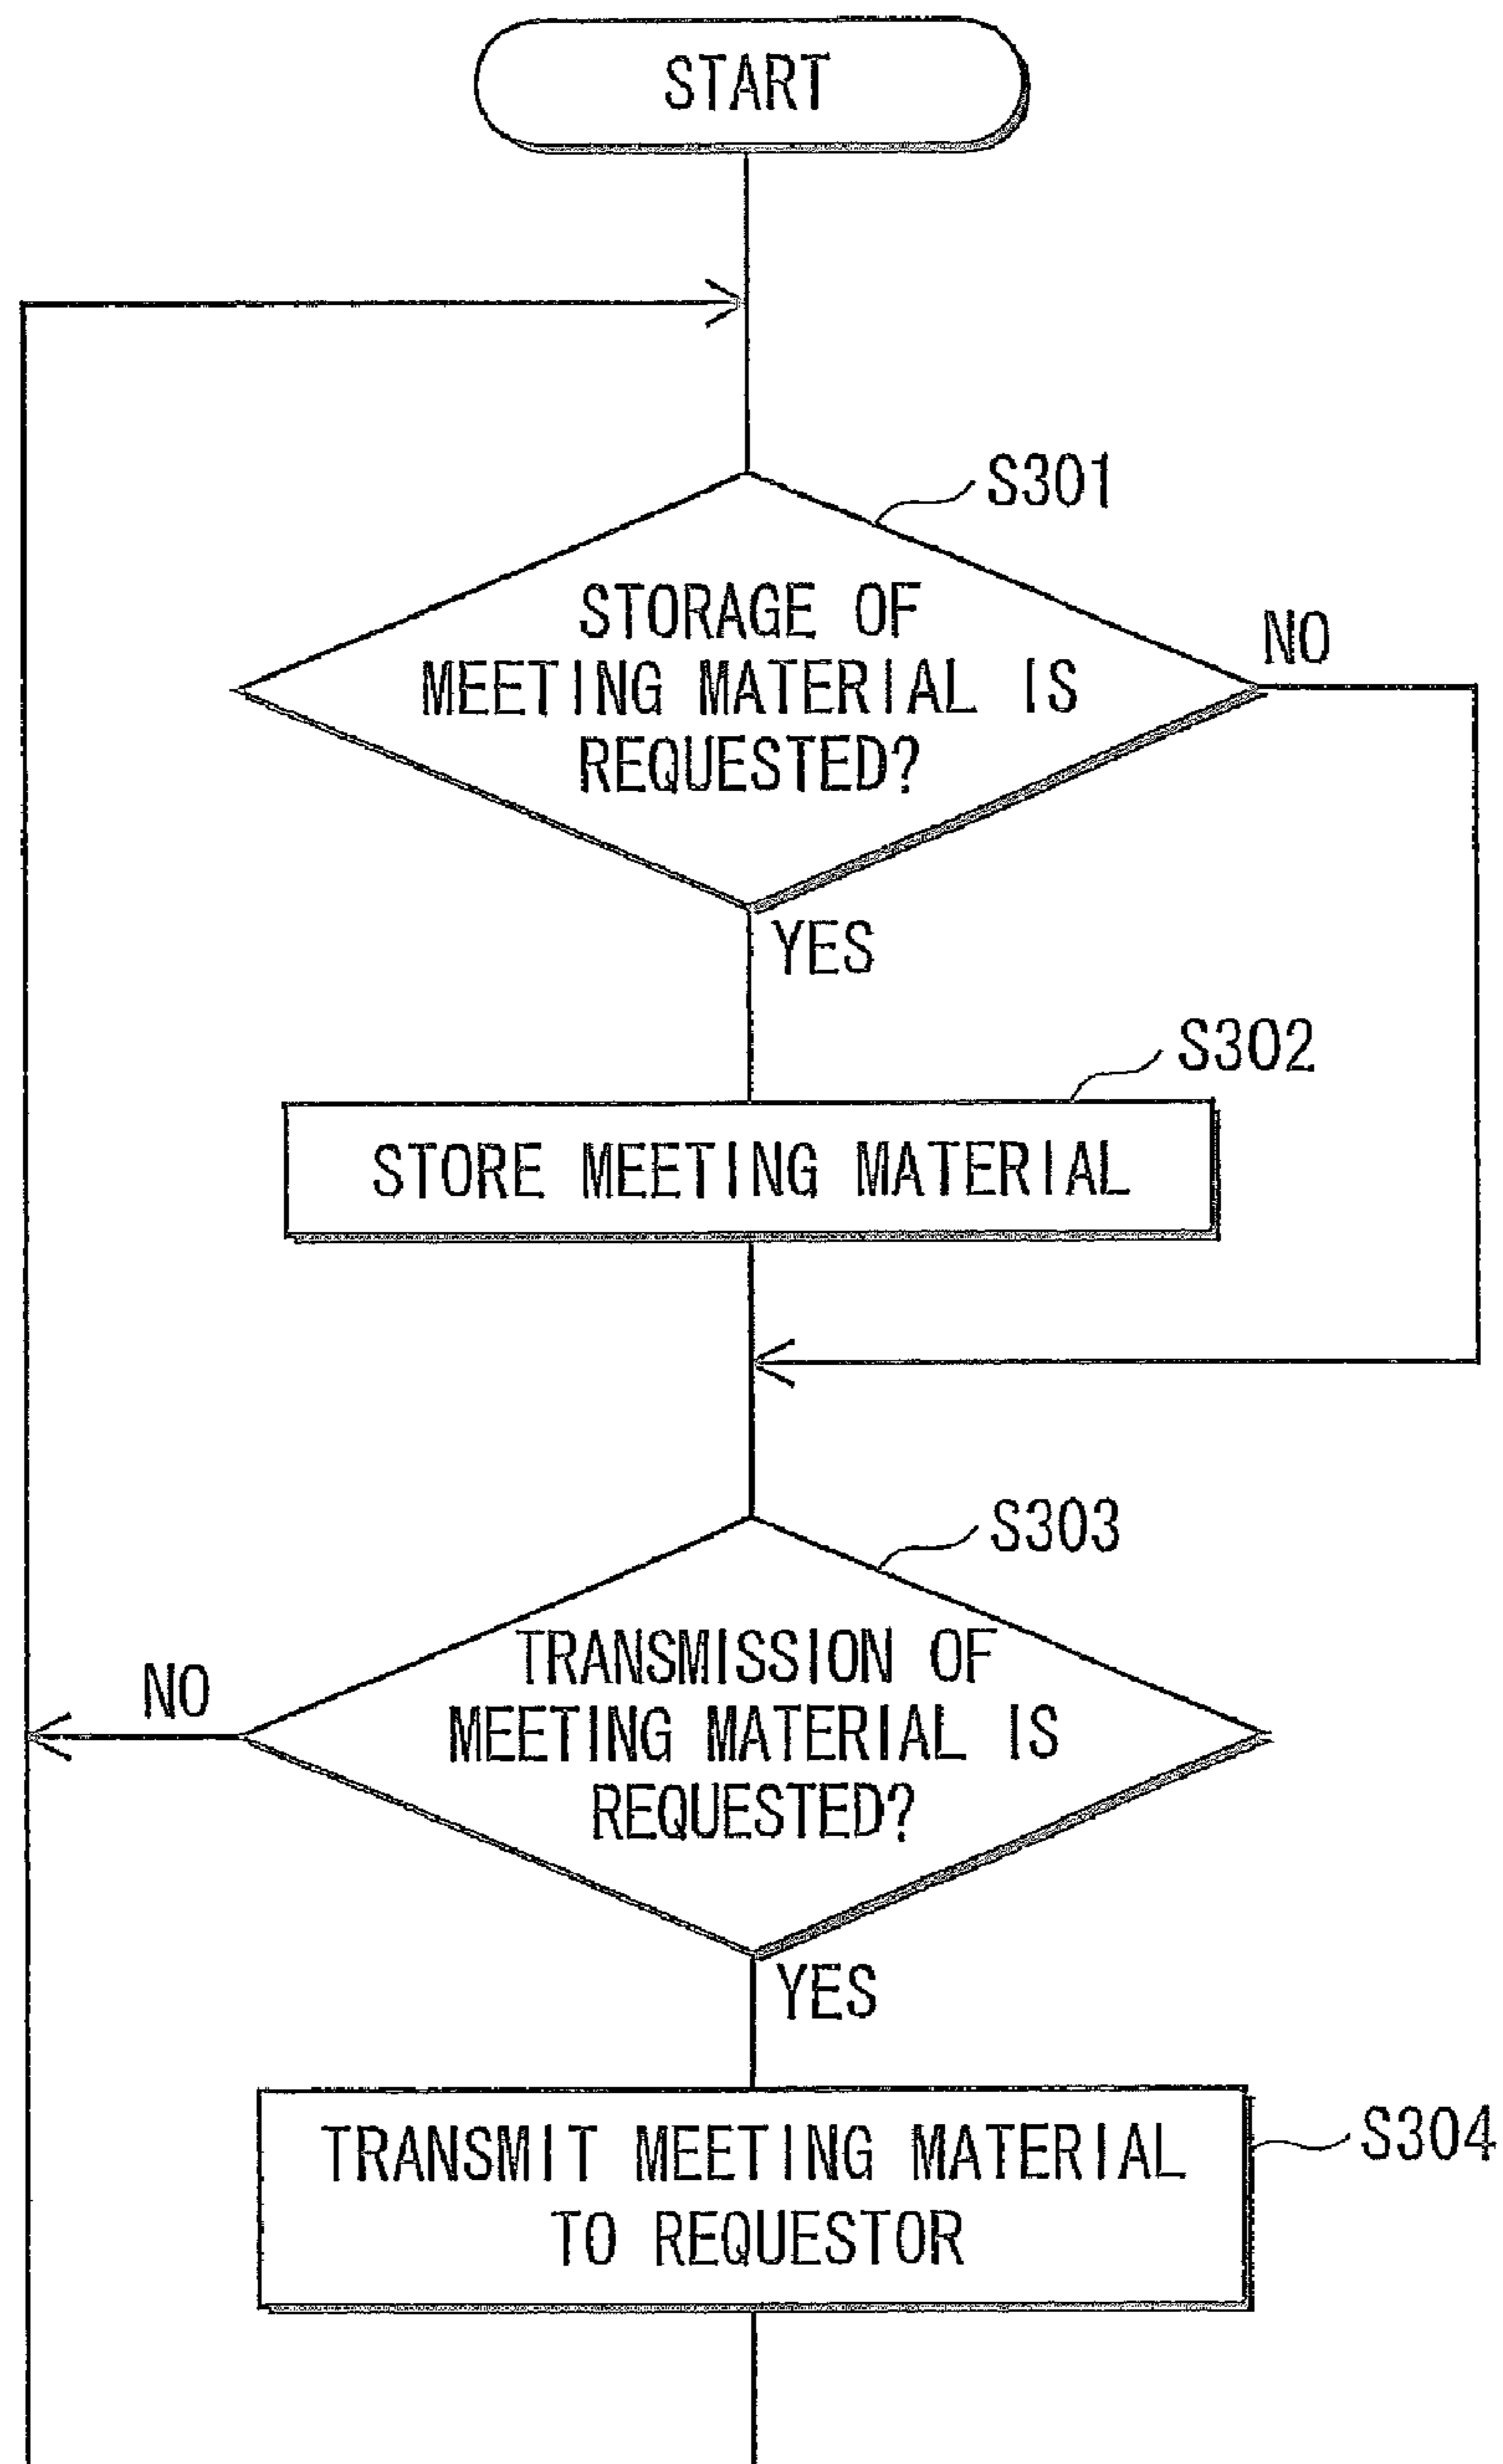 START
S301
STORAGE OF
MEETING MATERIAL IS
REQUESTED?
NO
YES
S302
STORE MEETING MATERIAL
S303
TRANSMISSION OF
MEETING MATERIAL IS
REQUESTED?
NO
YES
S304
TRANSMIT MEETING MATERIAL
TO REQUESTOR